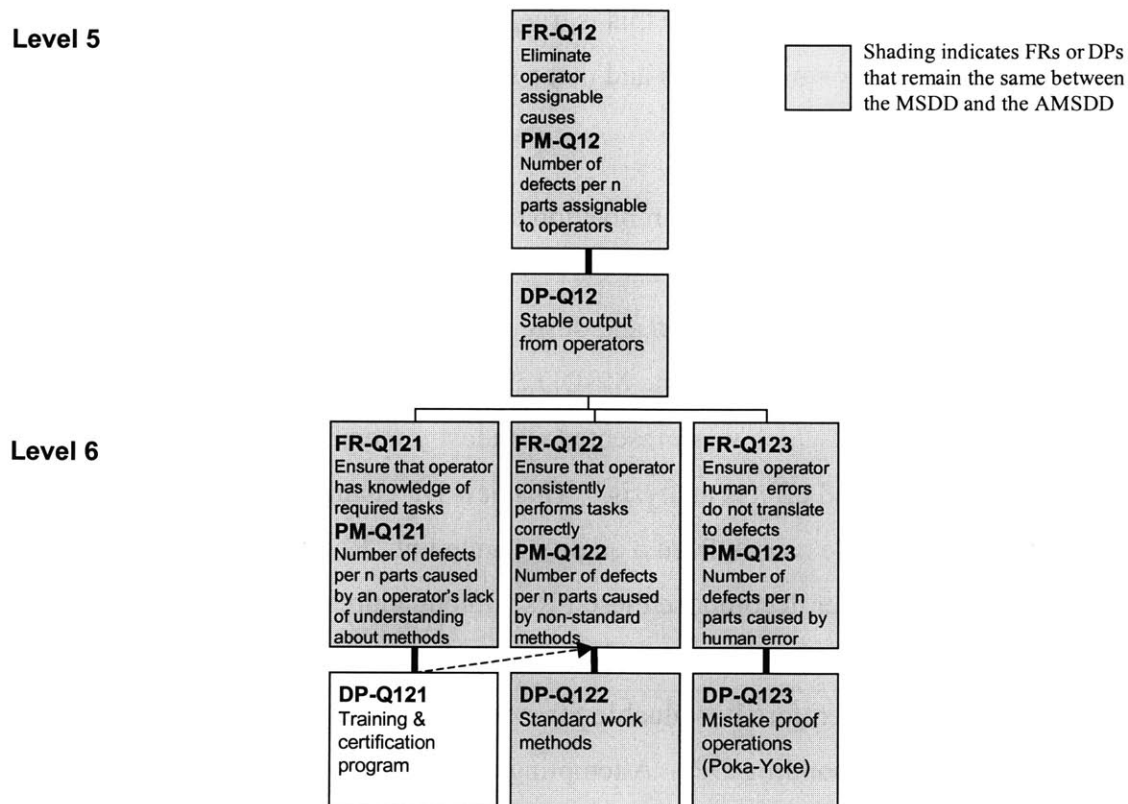 Level 5
FR-Q12
Eliminate
operator
assignable
causes
PM-Q12
Number of
defects per n
parts assignable
to operators
Shading indicates FRs or DPs
that remain the same between
the MSDD and the AMSDD
DP-Q12
Stable output
from operators
Level 6
FR-Q121
Ensure that operator
has knowledge of
required tasks
PM-Q121
Number of defects
per n parts caused
by an operator's lack
of understanding
about methods
FR-Q122
Ensure that operator
consistently
performs tasks
correctly
PM-Q122
Number of defects
per n parts caused
by non-standard
methods
FR-Q123
Ensure operator
human errors
do not translate
to defects
PM-Q123
Number of
defects per n
parts caused by
human error
DP-Q121
Training &
certification
program
DP-Q122
Standard work
methods
DP-Q123
Mistake proof
operations
(Poka-Yoke)